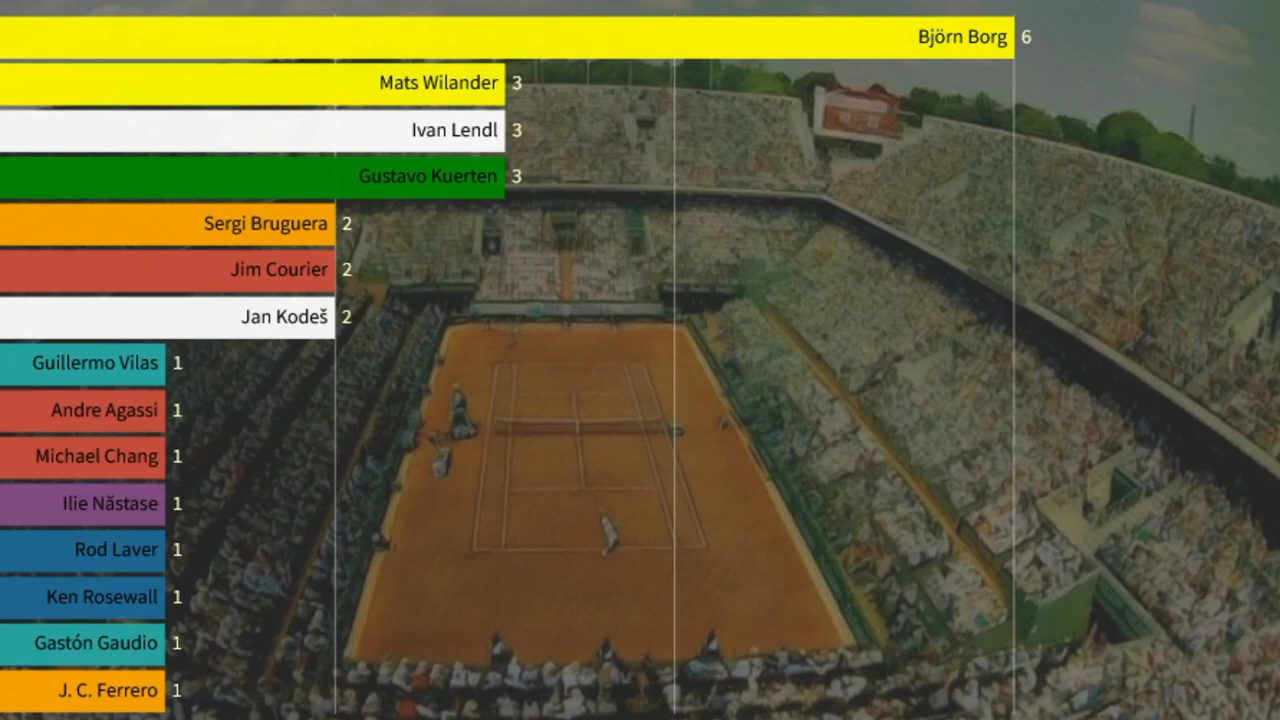 Björn Borg 6
Mats Wilander 3
Ivan Lendl 3
Gustavo Kuerten 3
Sergi Bruguera 2
Jim Courier 2
Jan Kodeš 2
Guillermo Vilas 1
Andre Agassi 1
Michael Chang 1
Ilie Năstase 1
Rod Laver 1
Ken Rosewall 1
Gastón Gaudio 1
J. C. Ferrero 1